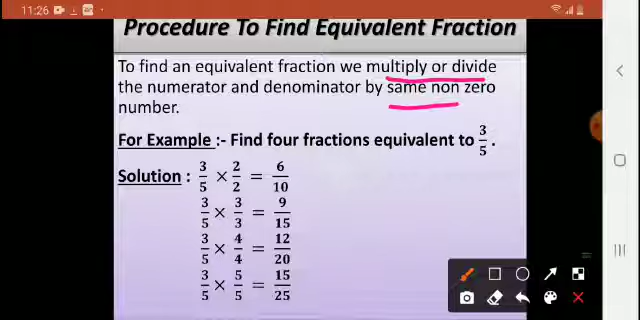 11:26
Procedure To Find Equivalent Fraction
To find an equivalent fraction we multiply or divide
the numerator and denominator by same non zero
number.
For Example :- Find four fractions equivalent to 3/5 .
Solution : 3/5 × 2/2 = 6/10
3/5 × 3/3 = 9/15
3/5 × 4/4 = 12/20
3/5 × 5/5 = 15/25